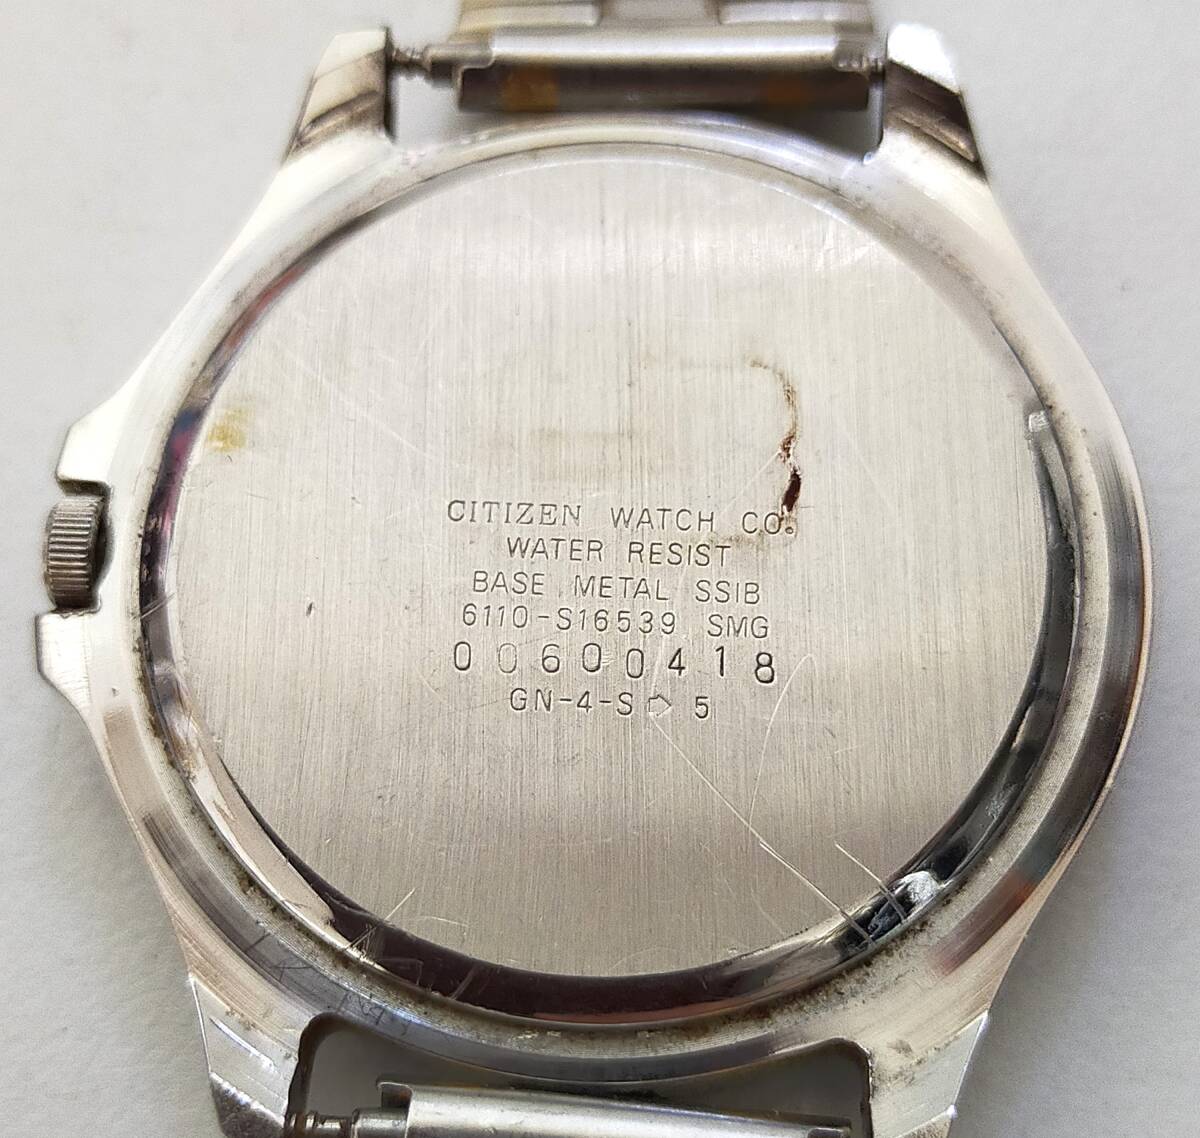 CITIZEN WATCH CO.
WATER RESIST
BASE METAL SSIB
6110-S16539 SMG
00600418
GN-4-S ➩ 5